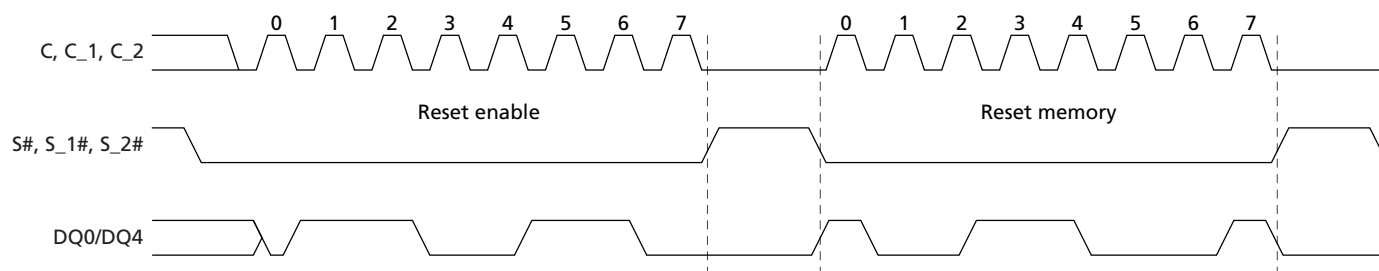 0 1 2 3 4 5 6 7 0 1 2 3 4 5 6 7
C, C_1, C_2
Reset enable Reset memory
S#, S_1#, S_2#
DQ0/DQ4